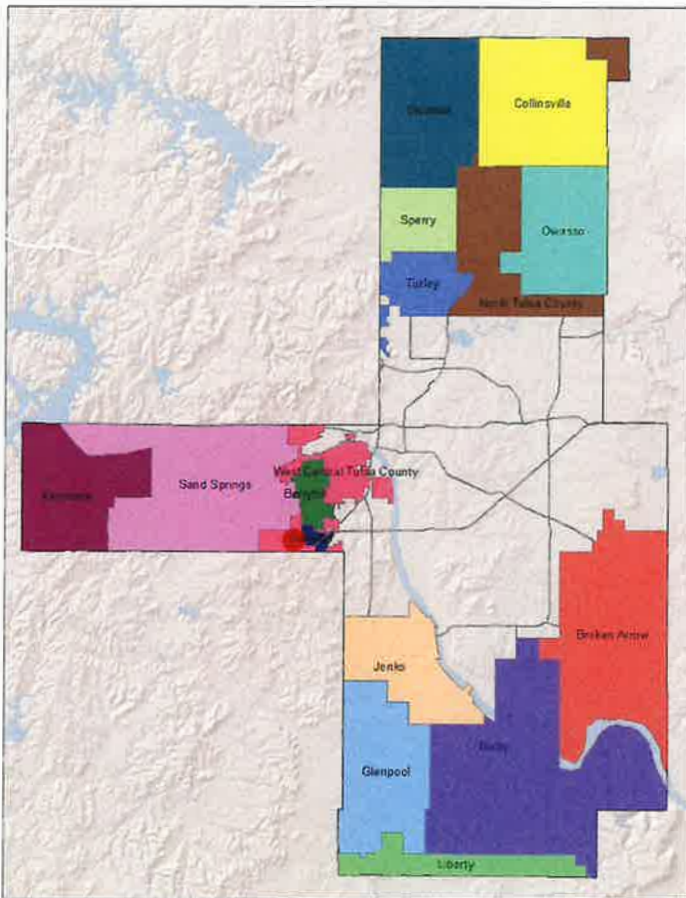 Collinsville
Sperry
Owasso
Turley
North Tulsa County
West Central Tulsa County
Sand Springs
Berryhill
Broken Arrow
Jenks
Bixby
Glenpool
Liberty